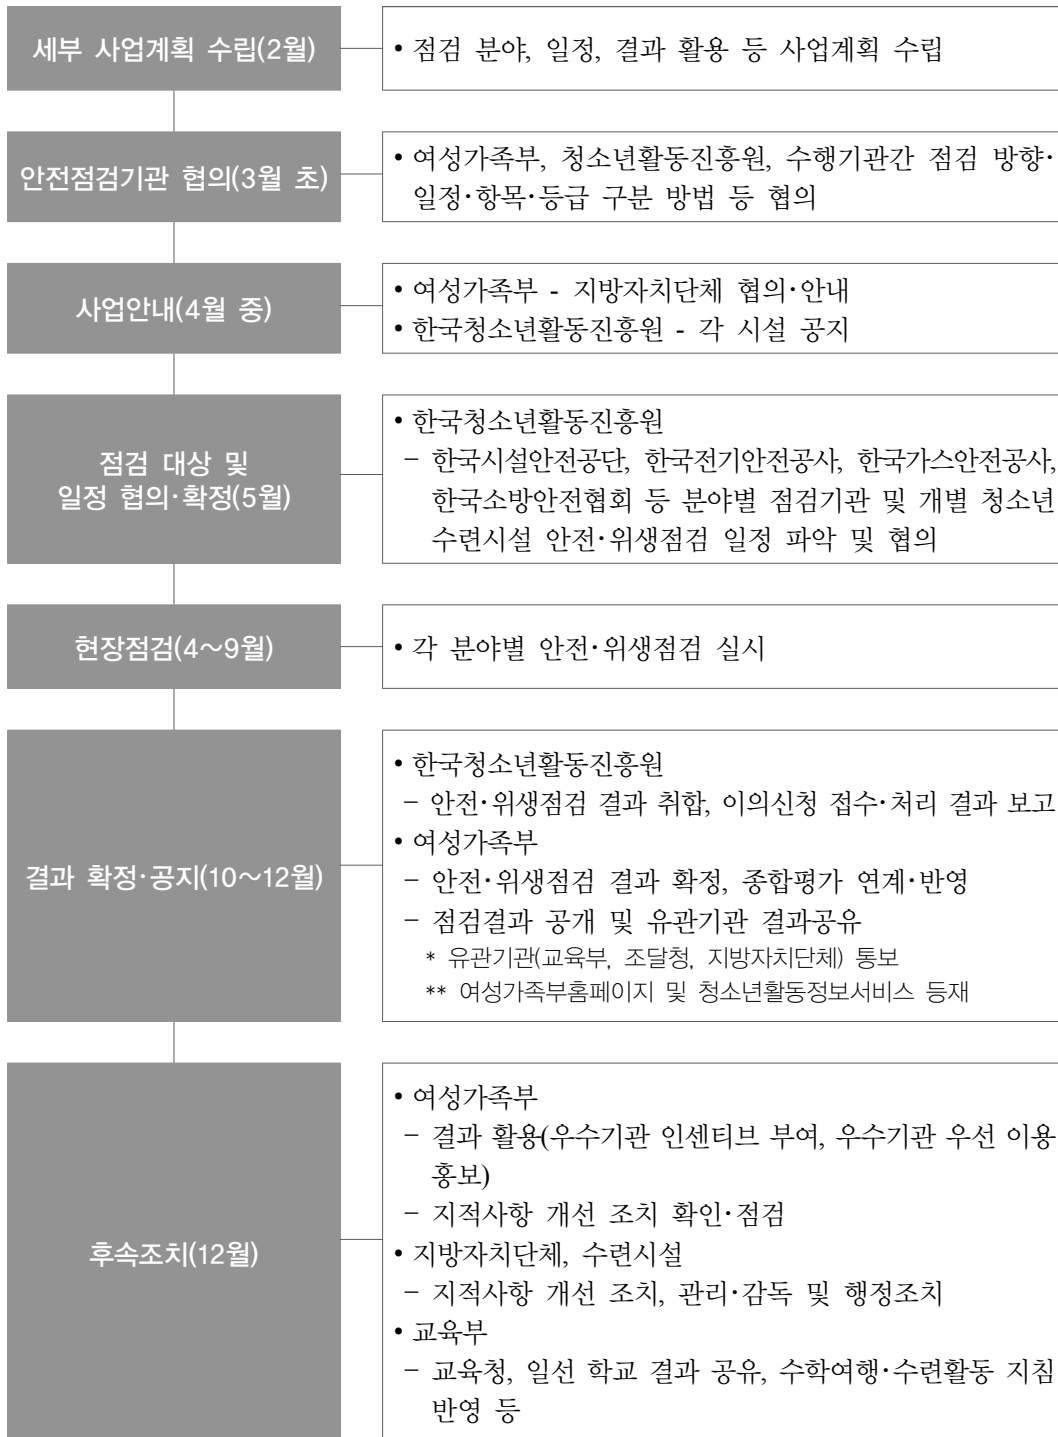 세부 사업계획 수립(2월)
• 점검 분야, 일정, 결과 활용 등 사업계획 수립
안전점검기관 협의(3월 초)
• 여성가족부, 청소년활동진흥원, 수행기관간 점검 방향·
일정·항목·등급 구분 방법 등 협의
사업안내(4월 중)
• 여성가족부 - 지방자치단체 협의·안내
• 한국청소년활동진흥원 - 각 시설 공지
점검 대상 및
일정 협의·확정(5월)
• 한국청소년활동진흥원
– 한국시설안전공단, 한국전기안전공사, 한국가스안전공사,
한국소방안전협회 등 분야별 점검기관 및 개별 청소년
수련시설 안전·위생점검 일정 파악 및 협의
현장점검(4～9월)
• 각 분야별 안전·위생점검 실시
결과 확정·공지(10～12월)
• 한국청소년활동진흥원
– 안전·위생점검 결과 취합, 이의신청 접수·처리 결과 보고
• 여성가족부
– 안전·위생점검 결과 확정, 종합평가 연계·반영
– 점검결과 공개 및 유관기관 결과공유
* 유관기관(교육부, 조달청, 지방자치단체) 통보
** 여성가족부홈페이지 및 청소년활동정보서비스 등재
후속조치(12월)
• 여성가족부
– 결과 활용(우수기관 인센티브 부여, 우수기관 우선 이용
홍보)
– 지적사항 개선 조치 확인·점검
• 지방자치단체, 수련시설
– 지적사항 개선 조치, 관리·감독 및 행정조치
• 교육부
– 교육청, 일선 학교 결과 공유, 수학여행·수련활동 지침
반영 등